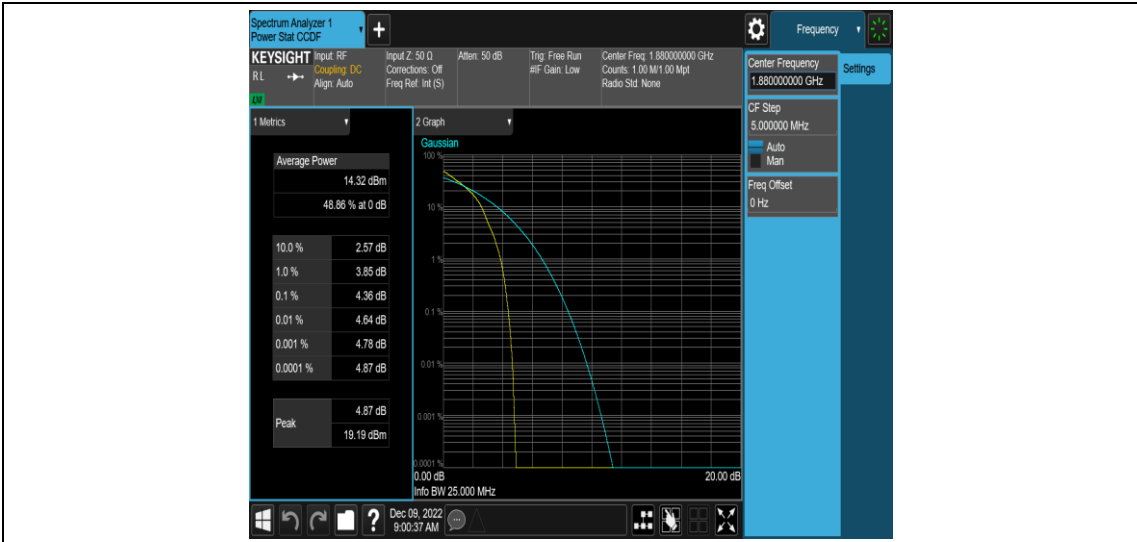 Spectrum Analyzer 1
Power Stat CCDF
+
Frequency
KEYSIGHT
RL
LXI
Input: RF
Coupling: DC
Align: Auto
Input Z: 50 Ω
Corrections: Off
Freq Ref: Int (S)
Atten: 50 dB
Trig: Free Run
#IF Gain: Low
Center Freq: 1.880000000 GHz
Counts: 1.00 M/1.00 Mpt
Radio Std: None
Center Frequency
1.880000000 GHz
Settings
CF Step
5.000000 MHz
Auto
Man
Freq Offset
0 Hz
1 Metrics
Average Power
14.32 dBm
48.86 % at 0 dB
10.0 % 2.57 dB
1.0 % 3.85 dB
0.1 % 4.36 dB
0.01 % 4.64 dB
0.001 % 4.78 dB
0.0001 % 4.87 dB
Peak
4.87 dB
19.19 dBm
2 Graph
Gaussian
100 %
10 %
1 %
0.1 %
0.01 %
0.001 %
0.0001 %
0.00 dB 20.00 dB
Info BW 25.000 MHz
?
Dec 09, 2022
9:00:37 AM